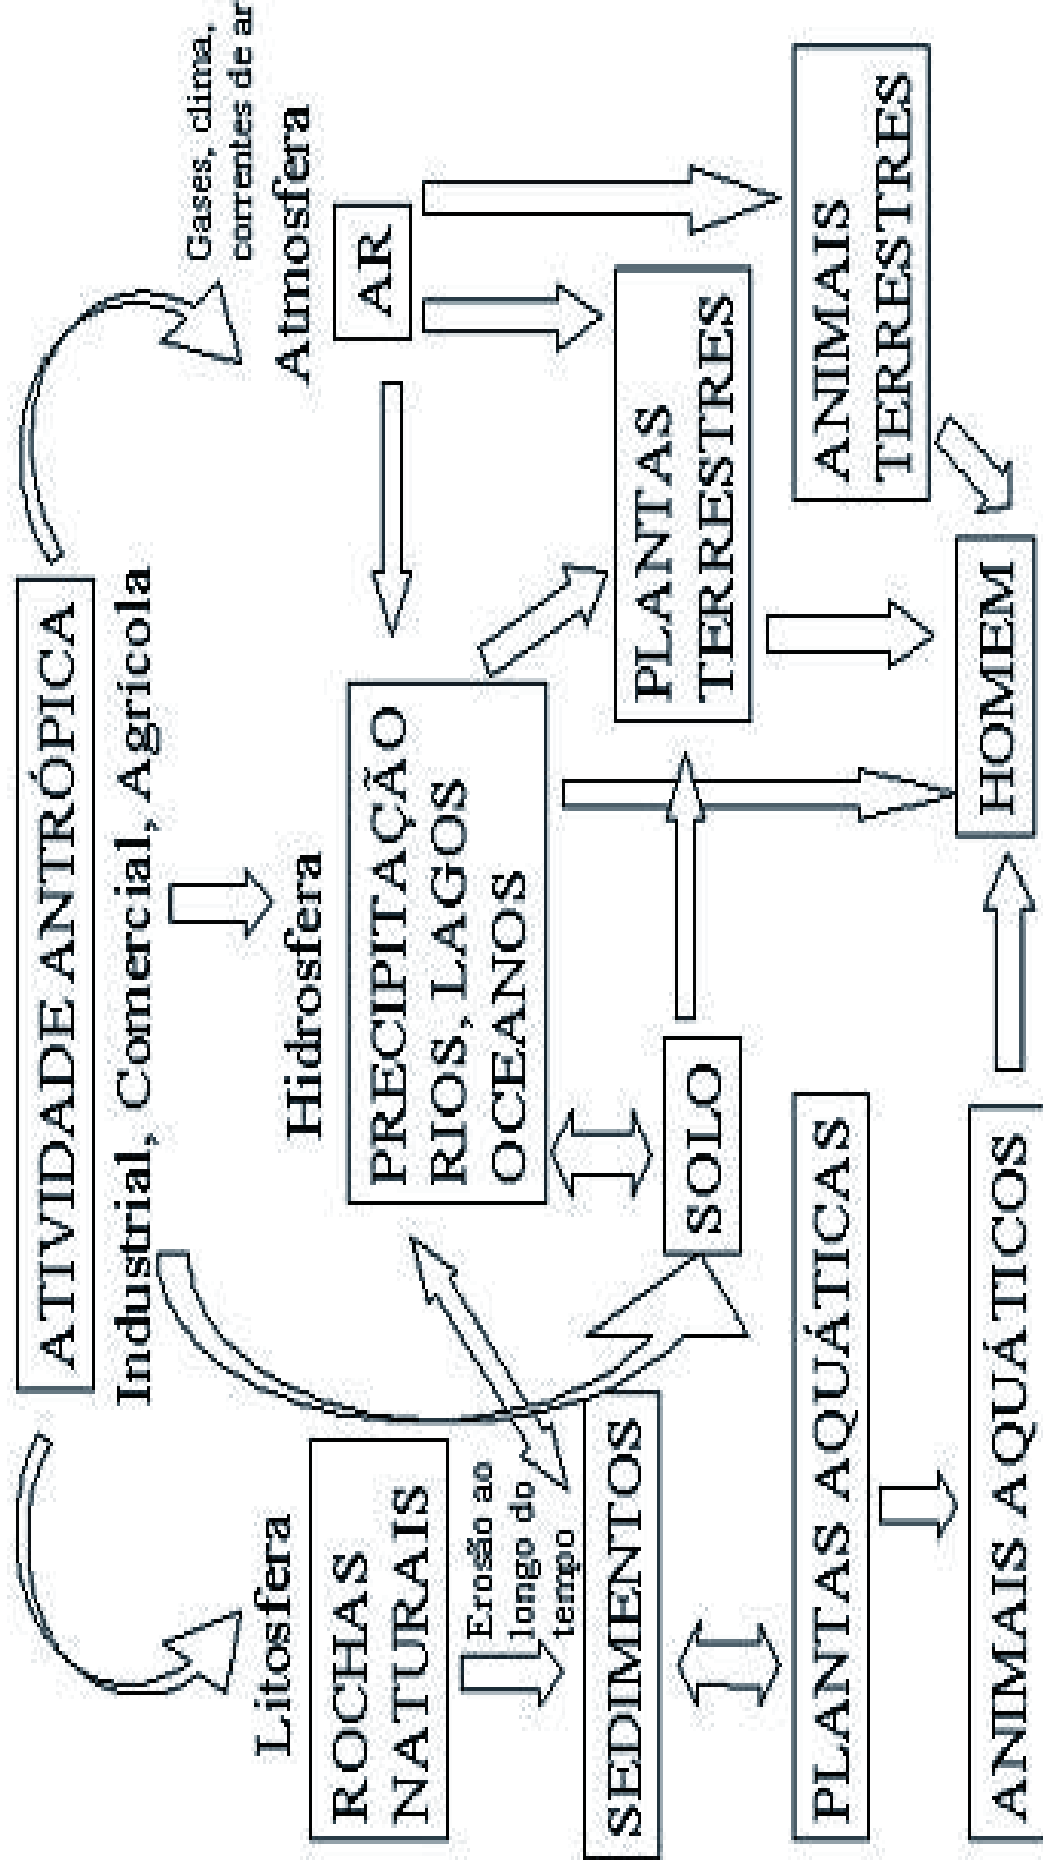 ATIVIDADE ANTRÓPICA
Industrial, Comercial, Agrícola
Gases, clima,
correntes de ar
Litosfera
Hidrosfera
Atmosfera
ROCHAS
NATURAIS
PRECIPITAÇÃO
RIOS, LAGOS
OCEANOS
AR
Erosão ao
longo do
tempo
SEDIMENTOS
SOLO
PLANTAS
TERRESTRES
PLANTAS AQUÁTICAS
ANIMAIS
TERRESTRES
ANIMAIS AQUÁTICOS
HOMEM